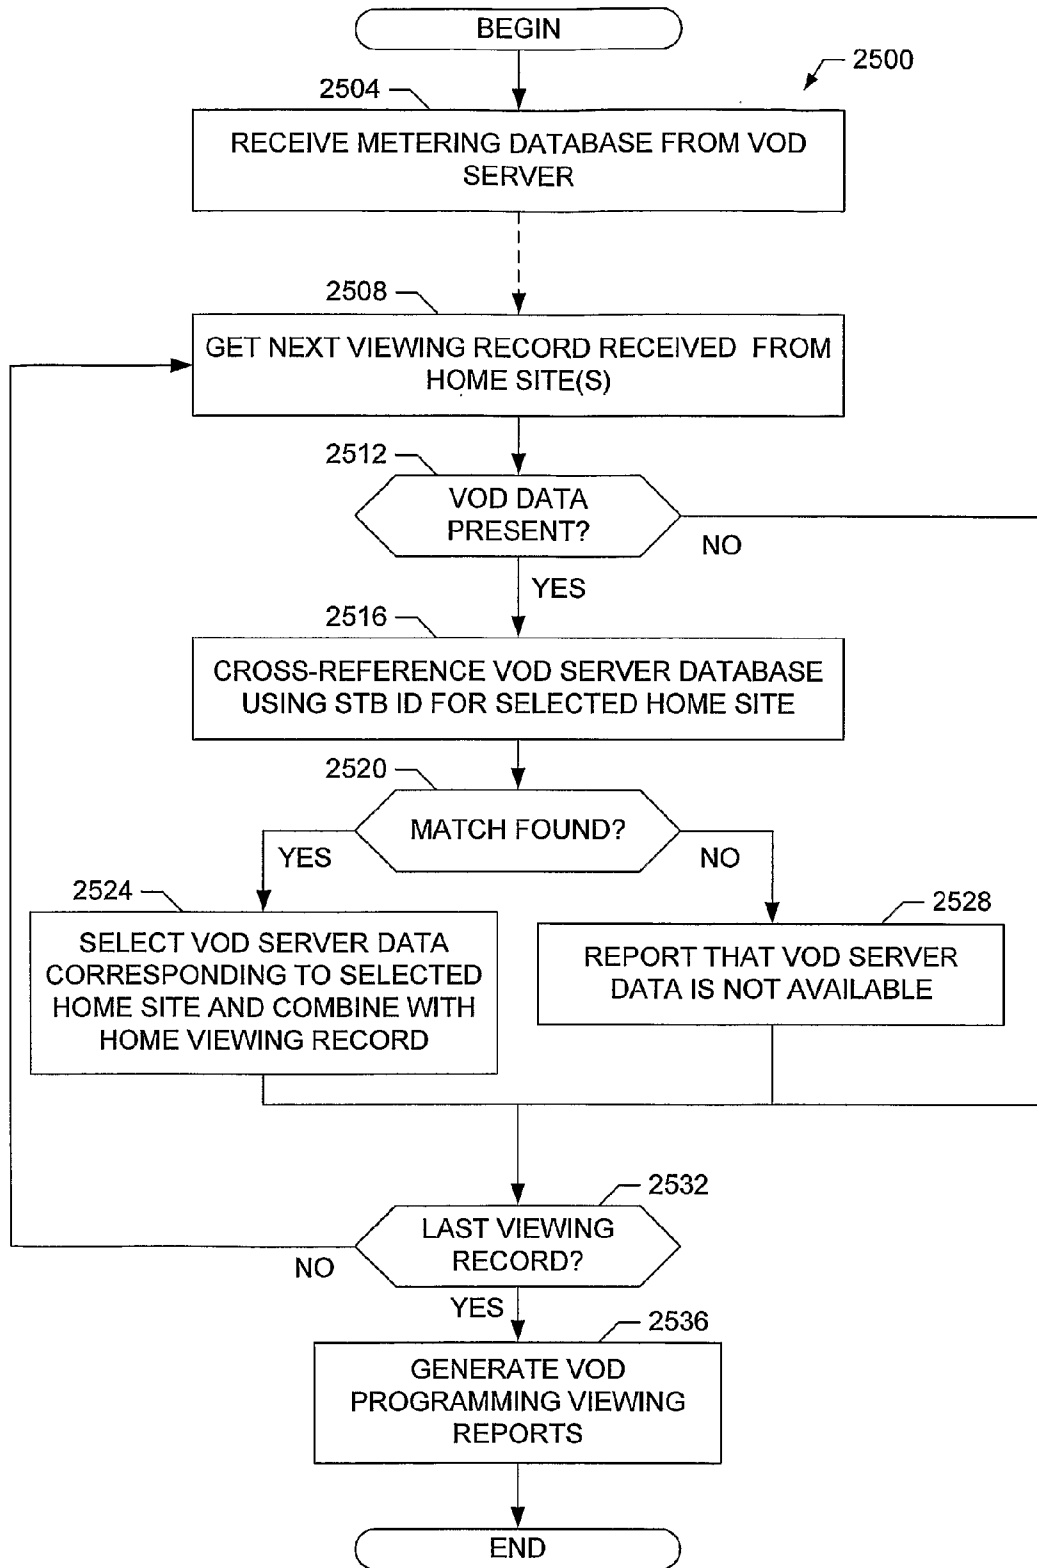 BEGIN
2500
2504
RECEIVE METERING DATABASE FROM VOD
SERVER
2508
GET NEXT VIEWING RECORD RECEIVED FROM
HOME SITE(S)
2512
VOD DATA
PRESENT?
NO
YES
2516
CROSS-REFERENCE VOD SERVER DATABASE
USING STB ID FOR SELECTED HOME SITE
2520
MATCH FOUND?
YES
NO
2524
SELECT VOD SERVER DATA
CORRESPONDING TO SELECTED
HOME SITE AND COMBINE WITH
HOME VIEWING RECORD
2528
REPORT THAT VOD SERVER
DATA IS NOT AVAILABLE
2532
LAST VIEWING
RECORD?
NO
YES
2536
GENERATE VOD
PROGRAMMING VIEWING
REPORTS
END